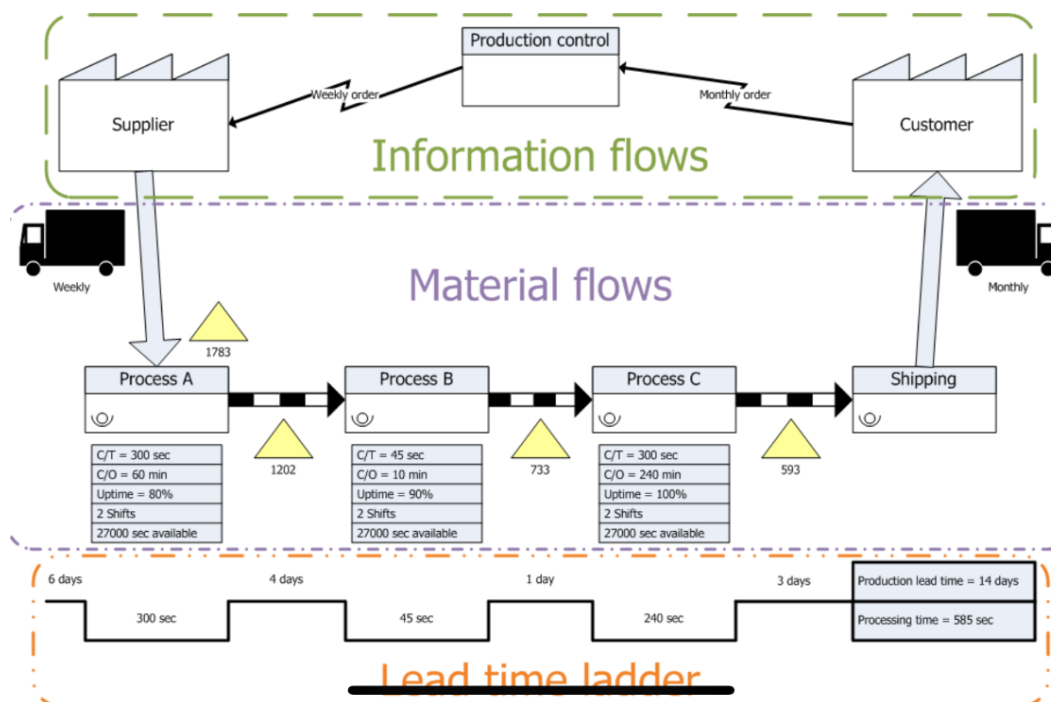 Production control
Weekly order
Monthly order
Supplier
Customer
Information flows
Weekly
Material flows
Monthly
1783
Process A
Process B
Process C
Shipping
1202
733
593
C/T = 300 sec
C/O = 60 min
Uptime = 80%
2 Shifts
27000 sec available
C/T = 45 sec
C/O = 10 min
Uptime = 90%
2 Shifts
27000 sec available
C/T = 300 sec
C/O = 240 min
Uptime = 100%
2 Shifts
27000 sec available
6 days
4 days
1 day
3 days
Production lead time = 14 days
300 sec
45 sec
240 sec
Processing time = 585 sec
Lead time ladder